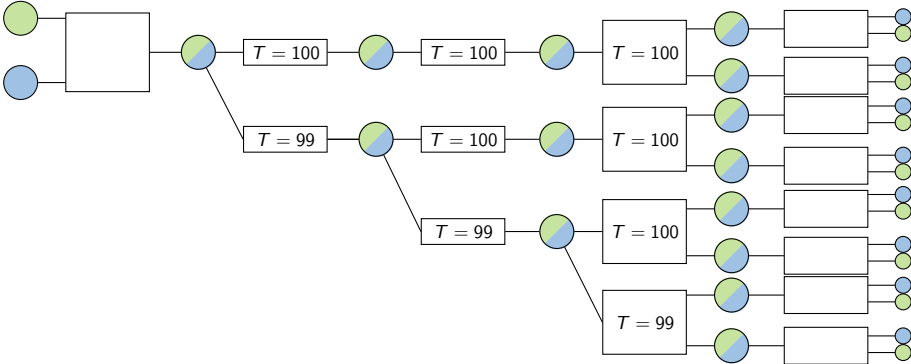 T = 100
T = 100
T = 100
T = 99
T = 100
T = 100
T = 99
T = 100
T = 99